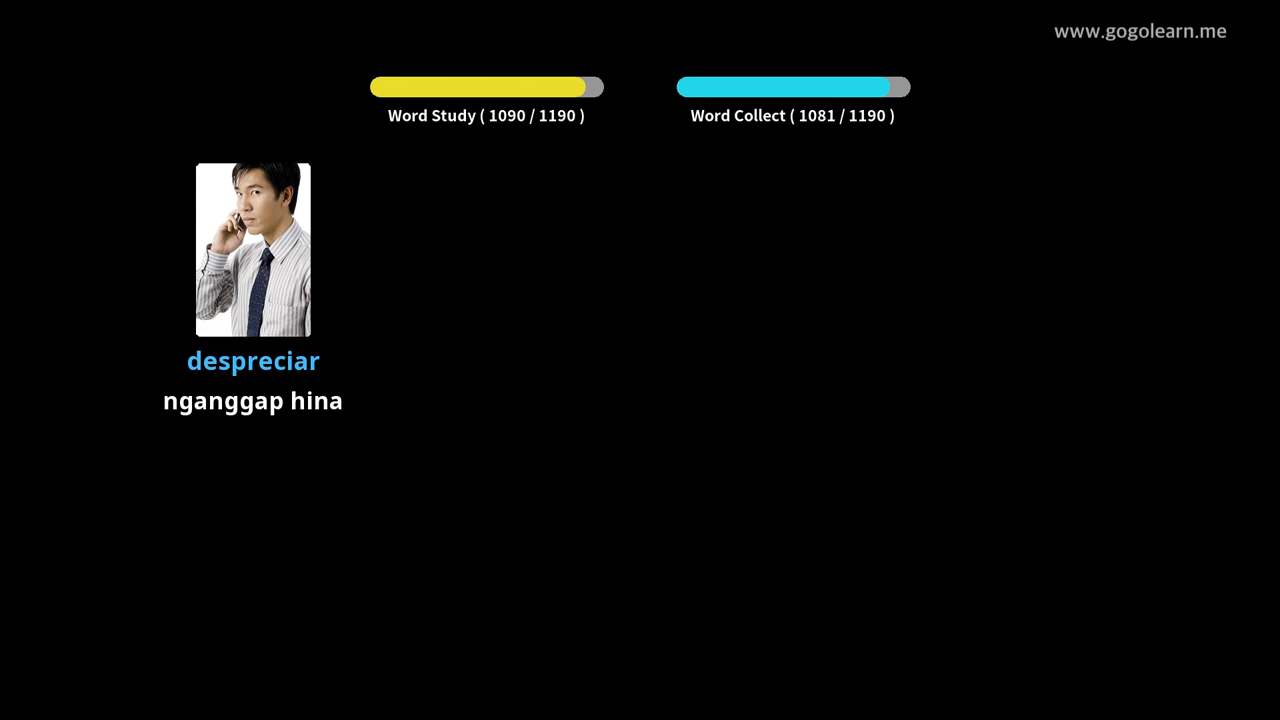 www.gogolearn.me
Word Study ( 1090 / 1190 )
Word Collect ( 1081 / 1190 )
despreciar
nganggap hina